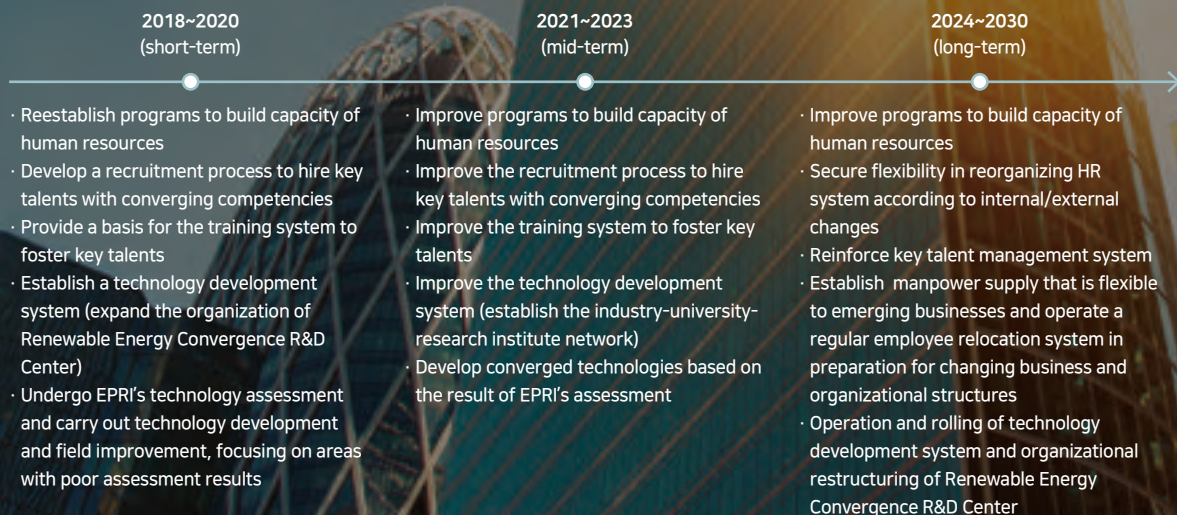 2018~2020
(short-term)
· Reestablish programs to build capacity of
human resources
· Develop a recruitment process to hire key
talents with converging competencies
· Provide a basis for the training system to
foster key talents
· Establish a technology development
system (expand the organization of
Renewable Energy Convergence R&D
Center)
· Undergo EPRI's technology assessment
and carry out technology development
and field improvement, focusing on areas
with poor assessment results
2021~2023
(mid-term)
· Improve programs to build capacity of
human resources
· Improve the recruitment process to hire
key talents with converging competencies
· Improve the training system to foster key
talents
· Improve the technology development
system (establish the industry-university-
research institute network)
· Develop converged technologies based on
the result of EPRI's assessment
2024~2030
(long-term)
· Improve programs to build capacity of
human resources
· Secure flexibility in reorganizing HR
system according to internal/external
changes
· Reinforce key talent management system
· Establish  manpower supply that is flexible
to emerging businesses and operate a
regular employee relocation system in
preparation for changing business and
organizational structures
· Operation and rolling of technology
development system and organizational
restructuring of Renewable Energy
Convergence R&D Center